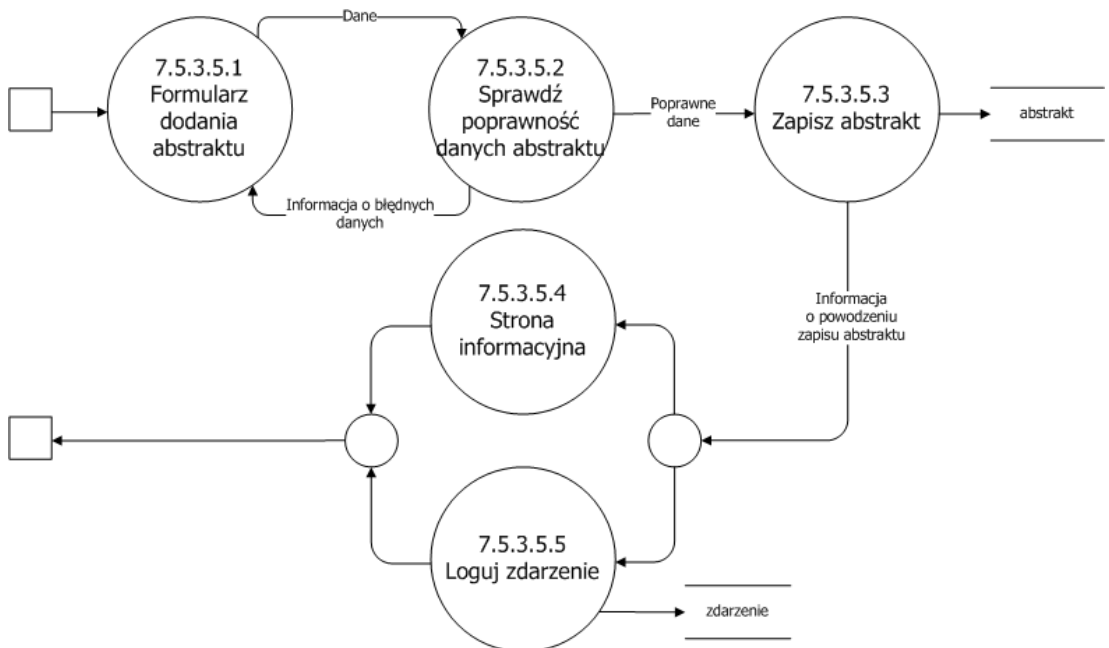 Dane
7.5.3.5.1
Formularz
dodania
abstraktu
7.5.3.5.2
Sprawdź
poprawność
danych abstraktu
Poprawne
dane
7.5.3.5.3
Zapisz abstrakt
abstrakt
Informacja o błędnych
danych
7.5.3.5.4
Strona
informacyjna
Informacja
o powodzeniu
zapisu abstraktu
7.5.3.5.5
Loguj zdarzenie
zdarzenie